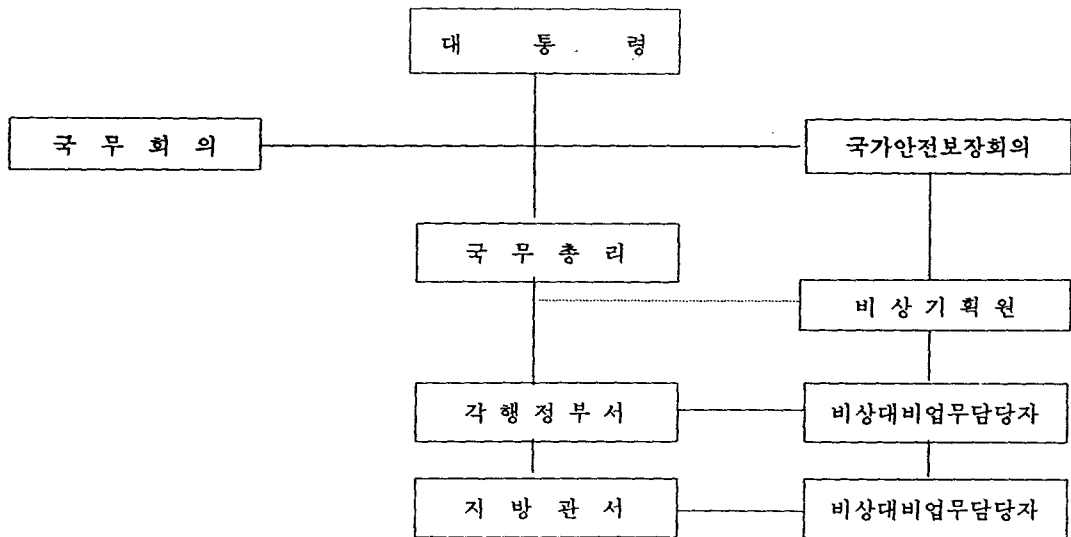 대 통 령
국 무 회 의
국가안전보장회의
국 무 총 리
비 상 기 획 원
각 행 정 부 서
비상대비업무담당자
지 방 관 서
비상대비업무담당자